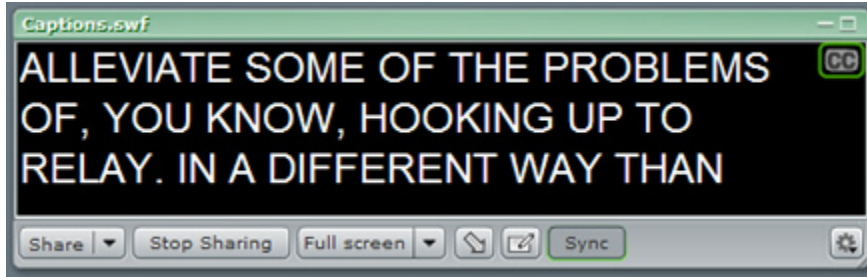 Captions.swf
ALLEVIATE SOME OF THE PROBLEMS
CC
OF, YOU KNOW, HOOKING UP TO
RELAY. IN A DIFFERENT WAY THAN
Share Stop Sharing Full screen Sync